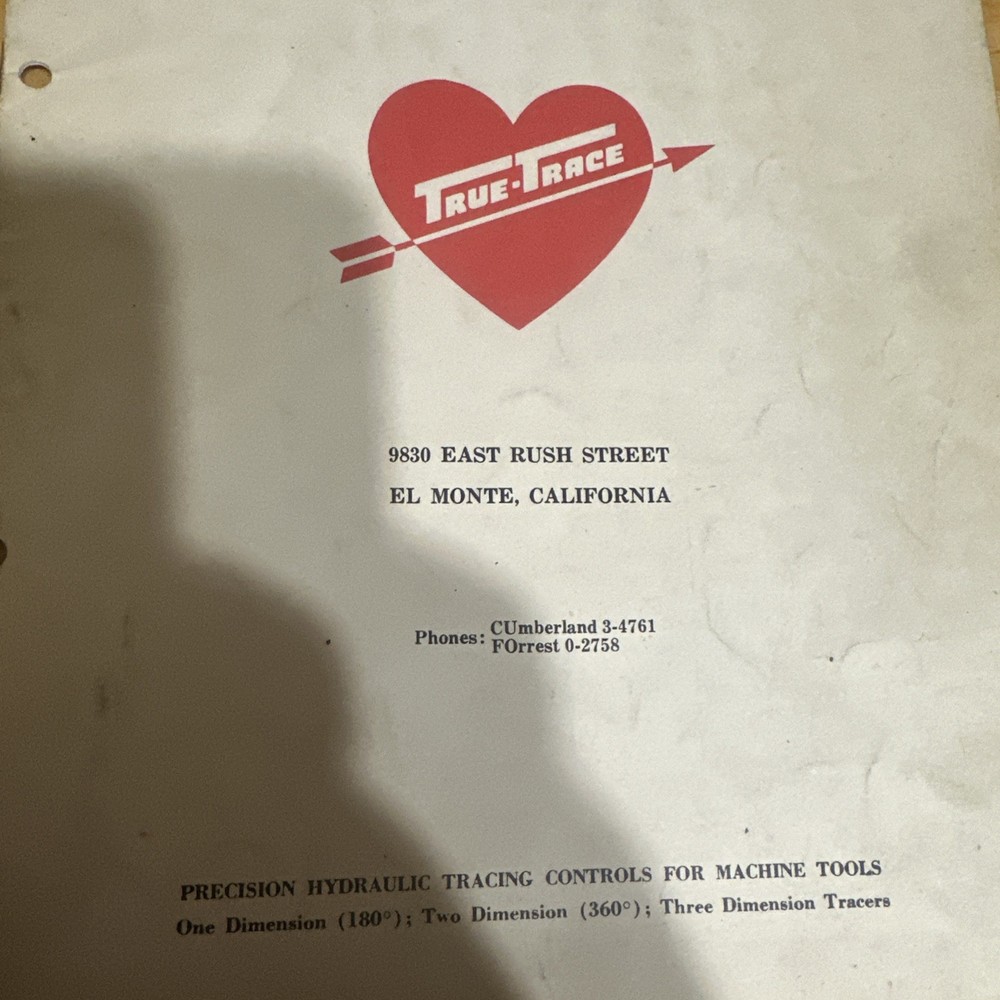 TRUE-TRACE
9830 EAST RUSH STREET
EL MONTE, CALIFORNIA
Phones: CUmberland 3-4761
FOrrest 0-2758
PRECISION HYDRAULIC TRACING CONTROLS FOR MACHINE TOOLS
One Dimension (180°); Two Dimension (360°); Three Dimension Tracers